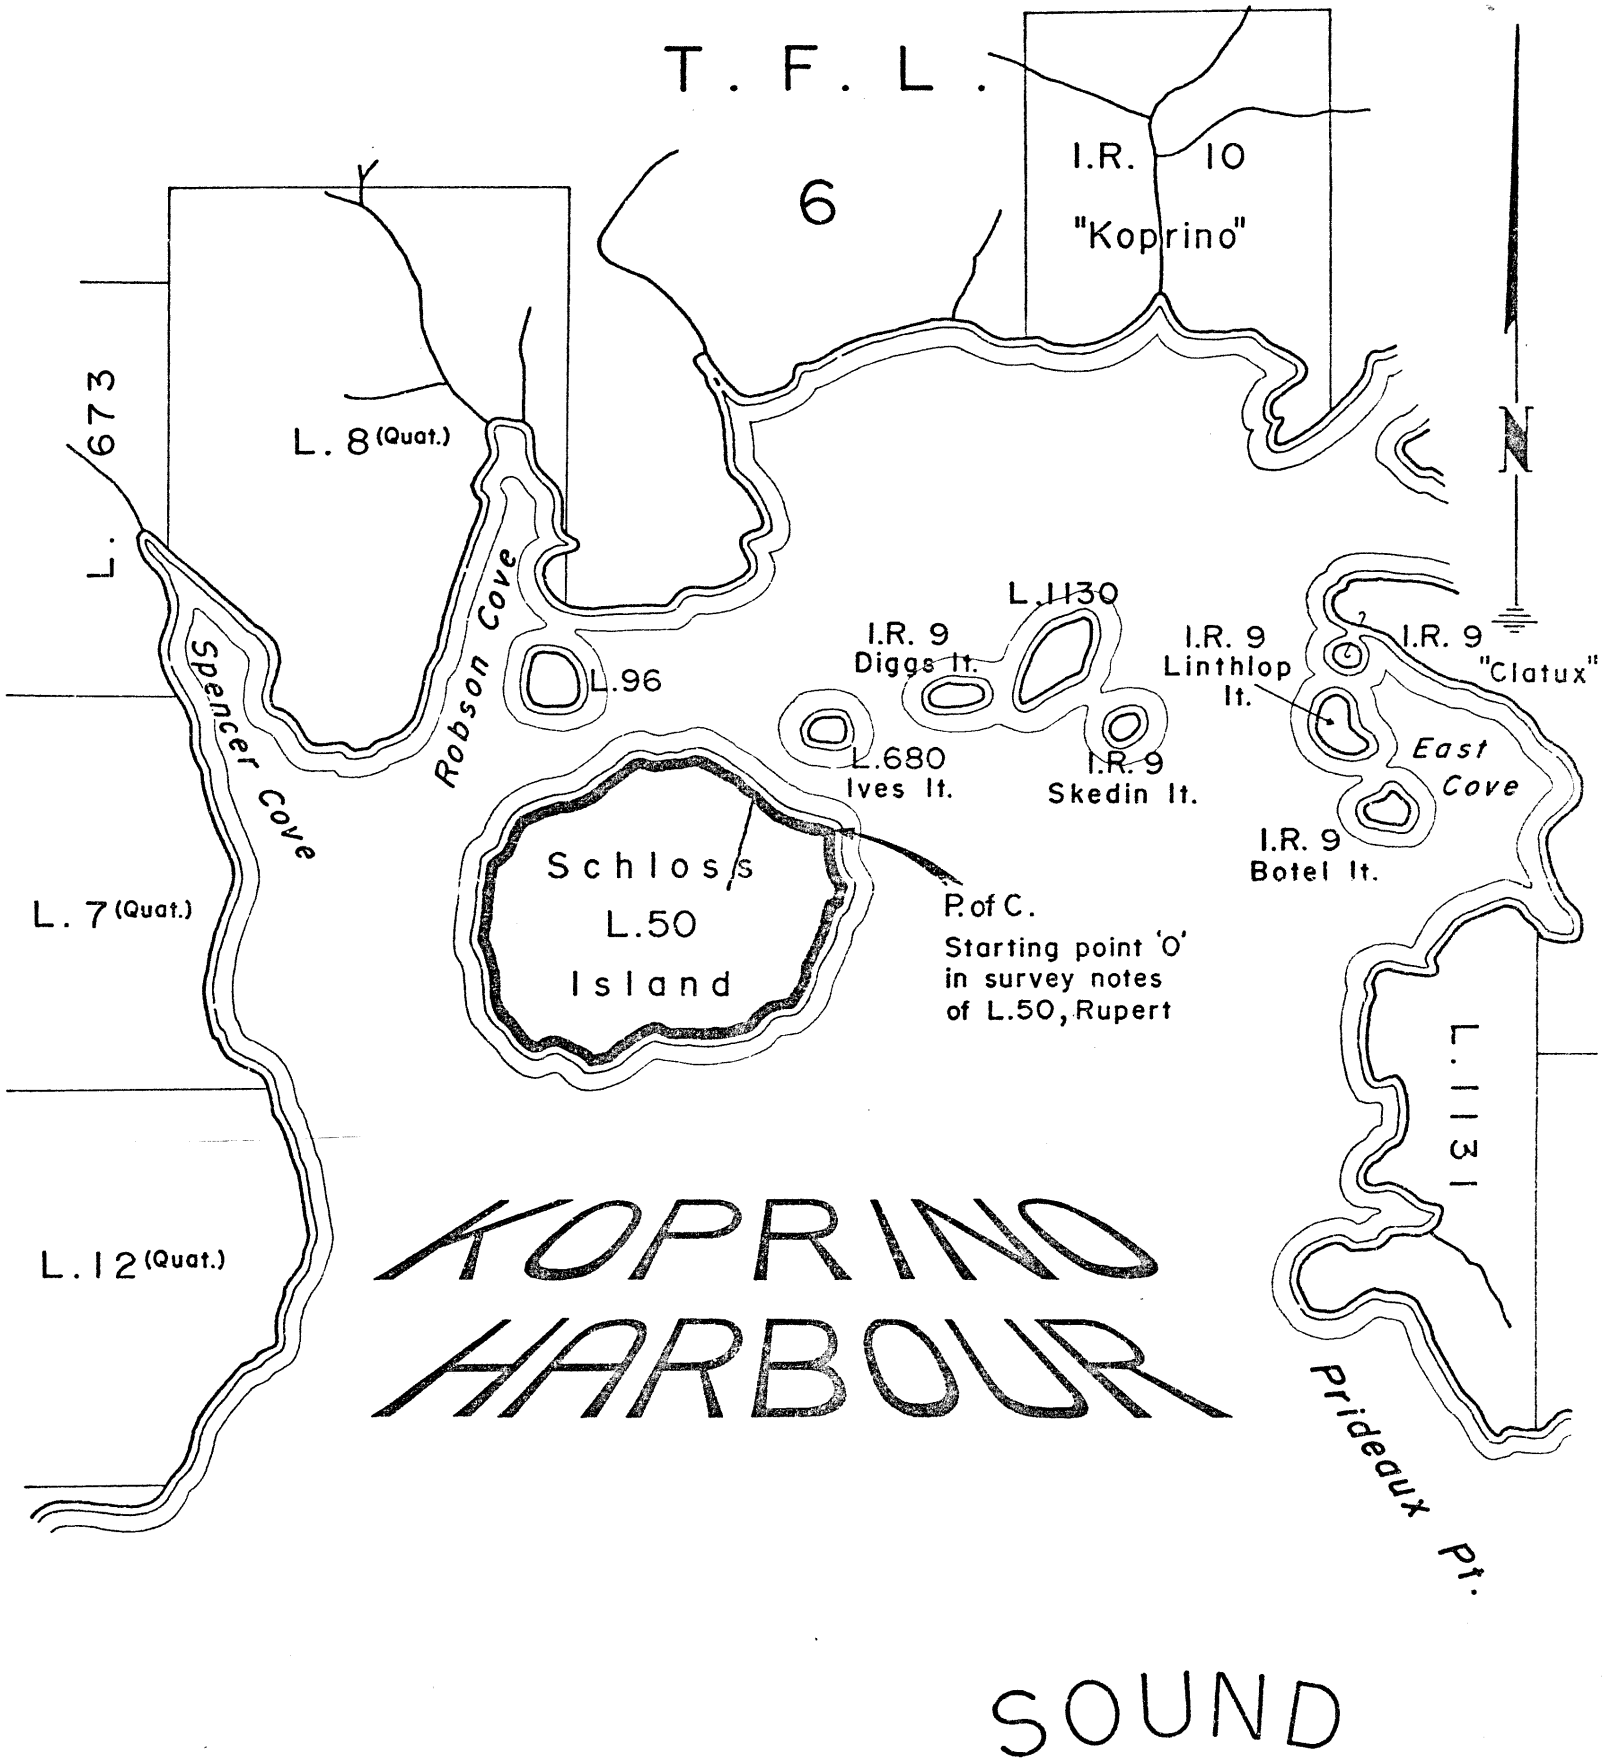 T. F. L.
6
I.R. 10
"Koprino"
N
L. 673
L. 8 (Quat.)
Robson Cove
Spencer Cove
L.96
L.1130
I.R. 9
Diggs It.
L.680
Ives It.
I.R. 9
Skedin It.
I.R. 9
Linthlop
It.
?
I.R. 9
"Clatux"
East
Cove
I.R. 9
Botel It.
Schloss
L.50
Island
P. of C.
Starting point 'O'
in survey notes
of L.50, Rupert
L. 7 (Quat.)
L.1131
L.12 (Quat.)
KOPRINO
HARBOUR
Prideaux Pt.
SOUND